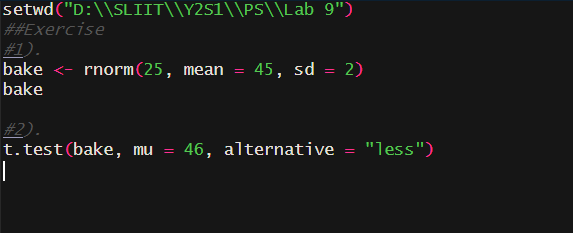 setwd("D:\\SLIIT\\Y2S1\\PS\\Lab 9")
##Exercise
#1).
bake <- rnorm(25, mean = 45, sd = 2)
bake
#2).
t.test(bake, mu = 46, alternative = "less")